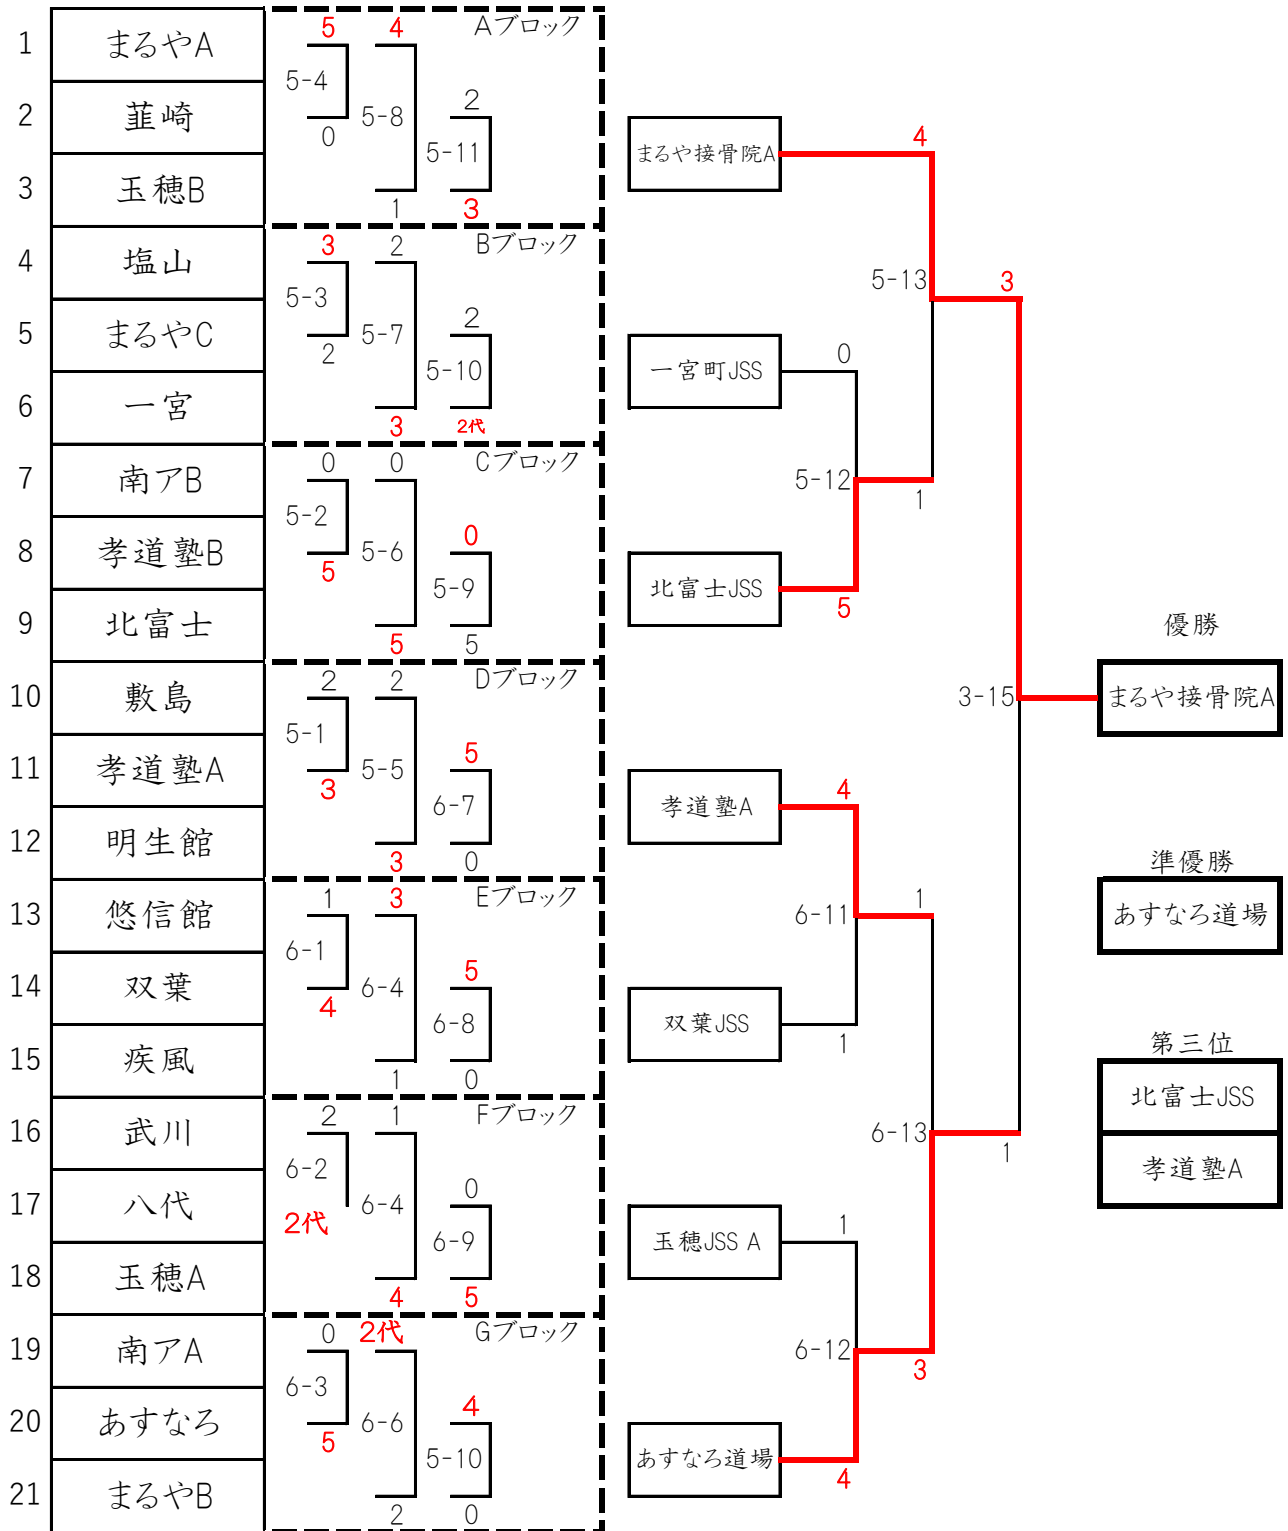 1 まるやA 5 4 Aブロック
5-4
2 韮崎 0 5-8 2
5-11
3 玉穂B 1 3
4 塩山 3 2 Bブロック
5-3
5 まるやC 2 5-7 2
5-10
6 一宮 3 2代
7 南アB 0 0 Cブロック
5-2
8 孝道塾B 5 5-6 0
5-9
9 北富士 5 5
10 敷島 2 2 Dブロック
5-1
11 孝道塾A 3 5-5 5
6-7
12 明生館 3 0
13 悠信館 1 3 Eブロック
6-1
14 双葉 4 6-4 5
6-8
15 疾風 1 0
16 武川 2 1 Fブロック
6-2
17 八代 2代 6-4 0
6-9
18 玉穂A 4 5
19 南アA 0 2代 Gブロック
6-3
20 あすなろ 5 6-6 4
5-10
21 まるやB 2 0
まるや接骨院A 4
5-13 3
一宮町JSS 0
5-12 1
北富士JSS 5
3-15
孝道塾A 4
6-11 1
双葉JSS 1
6-13 1
玉穂JSS A 1
6-12 3
あすなろ道場 4
優勝
まるや接骨院A
準優勝
あすなろ道場
第三位
北富士JSS
孝道塾A